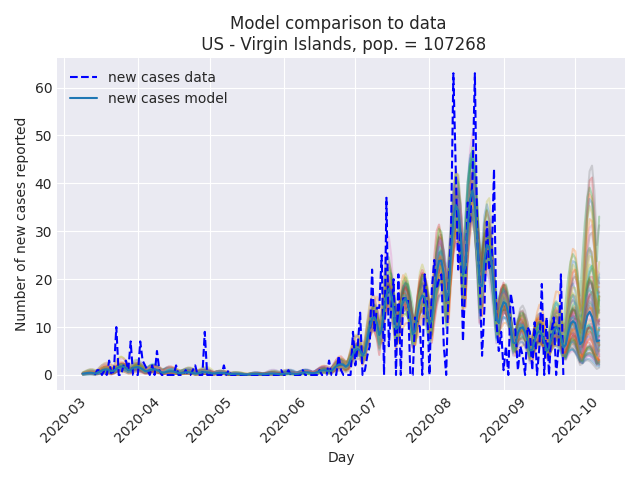 Model comparison to data
US - Virgin Islands, pop. = 107268
new cases data
new cases model
Number of new cases reported
60
50
40
30
20
10
0
2020-03
2020-04
2020-05
2020-06
2020-07
2020-08
2020-09
2020-10
Day